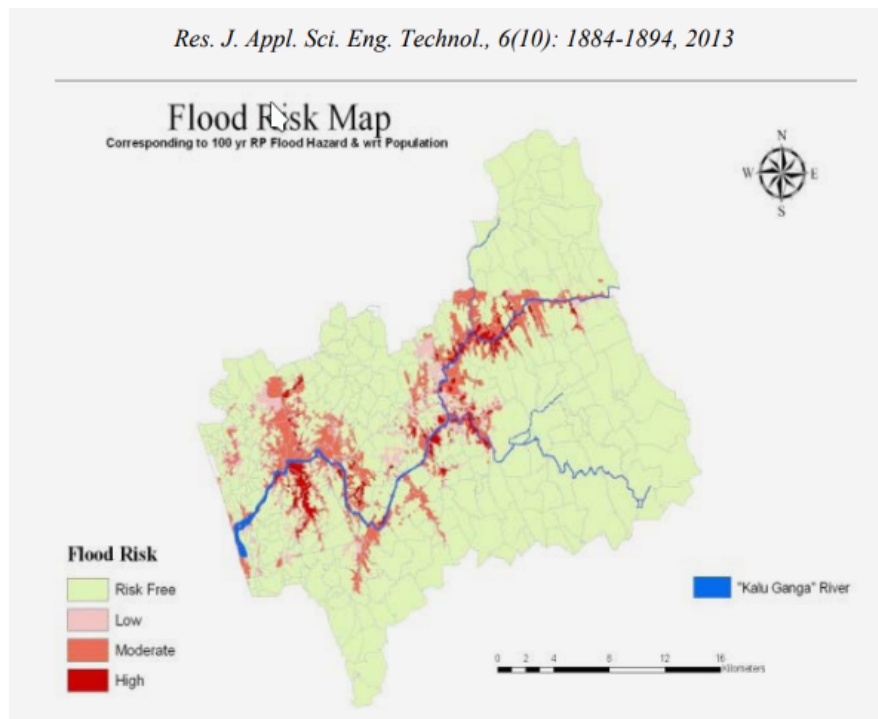 Res. J. Appl. Sci. Eng. Technol., 6(10): 1884-1894, 2013
Flood Risk Map
Corresponding to 100 yr RP Flood Hazard & wrt Population
N
W E
S
Flood Risk
Risk Free
Low
Moderate
High
"Kalu Ganga" River
0 2 4 8 12 16
Kilometers